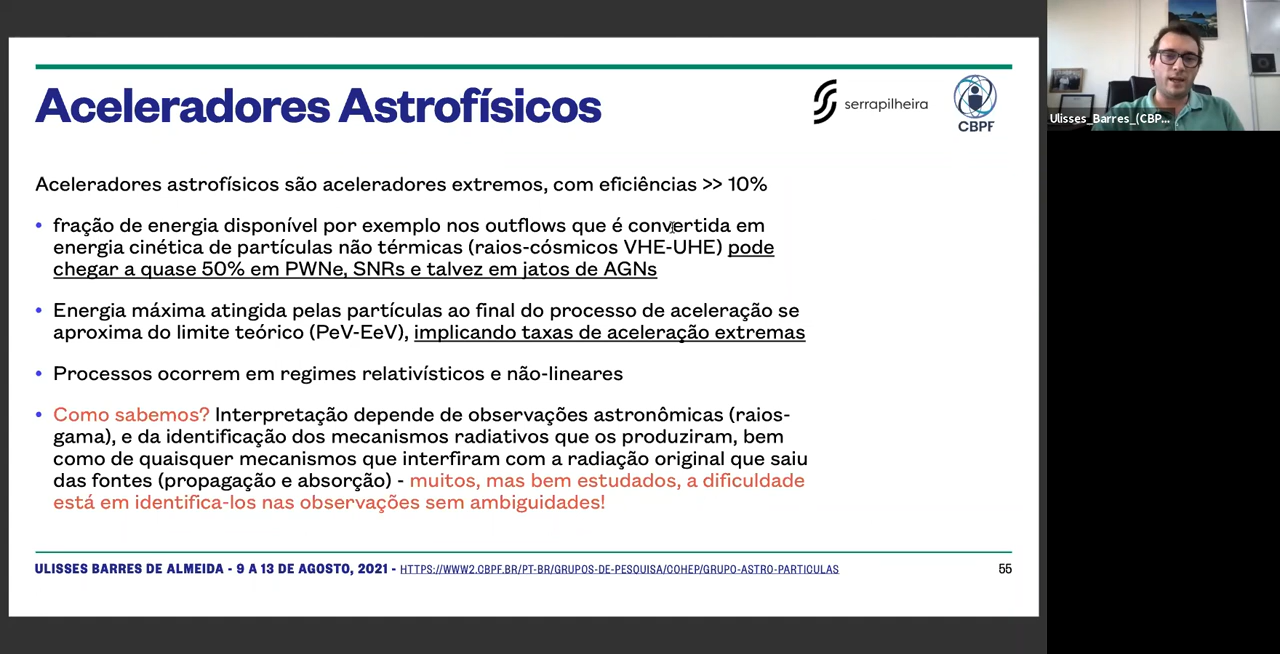 Aceleradores Astrofísicos
serrapilheira
CBPF
Aceleradores astrofísicos são aceleradores extremos, com eficiências >> 10%
• fração de energia disponível por exemplo nos outflows que é convertida em
energia cinética de partículas não térmicas (raios-cósmicos VHE-UHE) pode
chegar a quase 50% em PWNe, SNRs e talvez em jatos de AGNs
• Energia máxima atingida pelas partículas ao final do processo de aceleração se
aproxima do limite teórico (PeV-EeV), implicando taxas de aceleração extremas
• Processos ocorrem em regimes relativísticos e não-lineares
• Como sabemos? Interpretação depende de observações astronômicas (raios-
gama), e da identificação dos mecanismos radiativos que os produziram, bem
como de quaisquer mecanismos que interfiram com a radiação original que saiu
das fontes (propagação e absorção) - muitos, mas bem estudados, a dificuldade
está em identifica-los nas observações sem ambiguidades!
ULISSES BARRES DE ALMEIDA - 9 A 13 DE AGOSTO, 2021 - HTTPS://WWW2.CBPF.BR/PT-BR/GRUPOS-DE-PESQUISA/COHEP/GRUPO-ASTRO-PARTICULAS
55
Ulisses_Barres_(CBP...